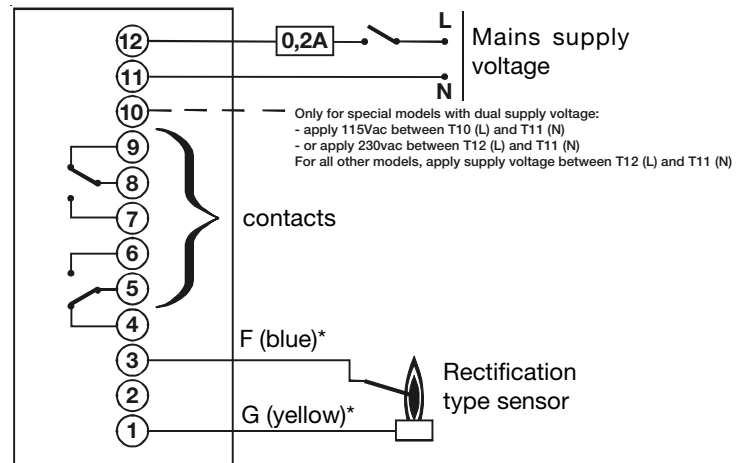 12
0,2A
L
Mains supply
voltage
11
N
10
Only for special models with dual supply voltage:
- apply 115Vac between T10 (L) and T11 (N)
- or apply 230vac between T12 (L) and T11 (N)
For all other models, apply supply voltage between T12 (L) and T11 (N)
9
8
7
contacts
6
5
4
F (blue)*
3
Rectification
type sensor
2
G (yellow)*
1